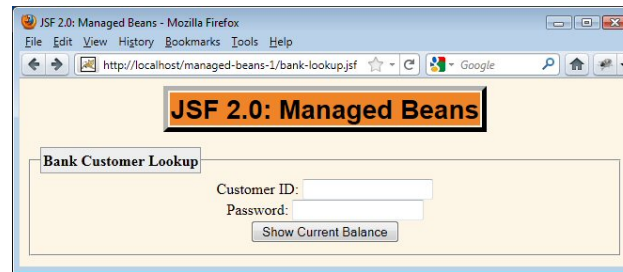 JSF 2.0: Managed Beans - Mozilla Firefox
File Edit View History Bookmarks Tools Help
http://localhost/managed-beans-1/bank-lookup.jsf Google
JSF 2.0: Managed Beans
Bank Customer Lookup
Customer ID:
Password:
Show Current Balance